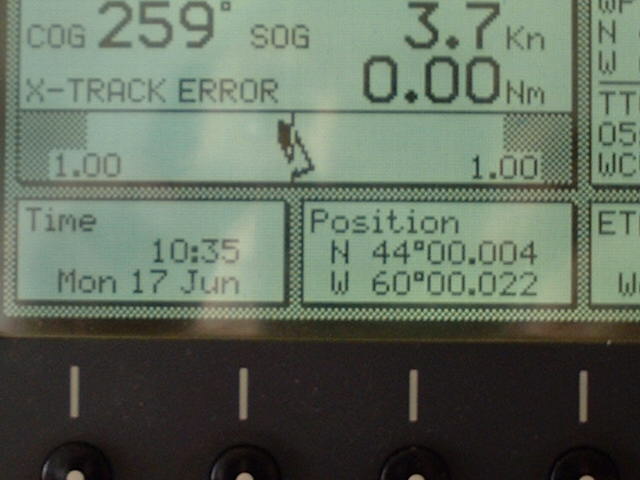 COG 259° SOG 3.7 Kn
X-TRACK ERROR 0.00 Nm
1.00 1.00
Time
10:35
Mon 17 Jun
Position
N 44°00.004
W 60°00.022
N
W